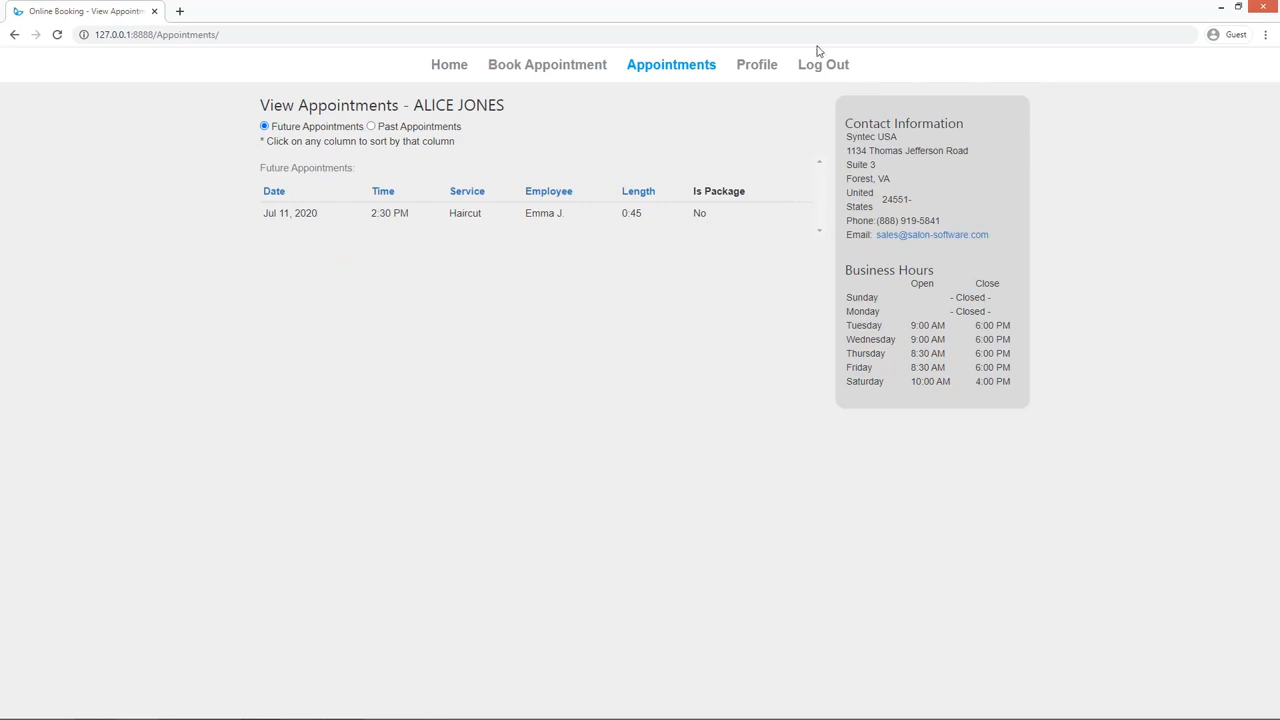 Online Booking - View Appointm
127.0.0.1:8888/Appointments/
Guest
Home Book Appointment Appointments Profile Log Out
View Appointments - ALICE JONES
Future Appointments Past Appointments
* Click on any column to sort by that column
Future Appointments:
Date Time Service Employee Length Is Package
Jul 11, 2020 2:30 PM Haircut Emma J. 0:45 No
Contact Information
Syntec USA
1134 Thomas Jefferson Road
Suite 3
Forest, VA
United States 24551-
Phone: (888) 919-5841
Email: sales@salon-software.com
Business Hours
Open Close
Sunday - Closed -
Monday - Closed -
Tuesday 9:00 AM 6:00 PM
Wednesday 9:00 AM 6:00 PM
Thursday 8:30 AM 6:00 PM
Friday 8:30 AM 6:00 PM
Saturday 10:00 AM 4:00 PM